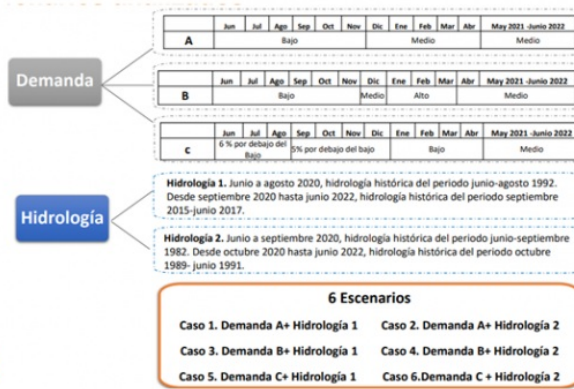 Jun Jul Ago Sep Oct Nov Dic Ene Feb Mar Abr May 2021 -Junio 2022
A Bajo Medio Medio
Demanda
Jun Jul Ago Sep Oct Nov Dic Ene Feb Mar Abr May 2021 -Junio 2022
B Bajo Medio Alto Medio
Jun Jul Ago Sep Oct Nov Dic Ene Feb Mar Abr May 2021 -Junio 2022
c 6 % por debajo del Bajo 5% por debajo del bajo Bajo Medio
Hidrología
Hidrología 1. Junio a agosto 2020, hidrología histórica del periodo junio-agosto 1992.
Desde septiembre 2020 hasta junio 2022, hidrología histórica del periodo septiembre
2015-junio 2017.
Hidrología 2. Junio a septiembre 2020, hidrología histórica del periodo junio-septiembre
1982. Desde octubre 2020 hasta junio 2022, hidrología histórica del periodo octubre
1989- junio 1991.
6 Escenarios
Caso 1. Demanda A+ Hidrología 1 Caso 2. Demanda A+ Hidrología 2
Caso 3. Demanda B+ Hidrología 1 Caso 4. Demanda B+ Hidrología 2
Caso 5. Demanda C+ Hidrología 1 Caso 6.Demanda C + Hidrología 2